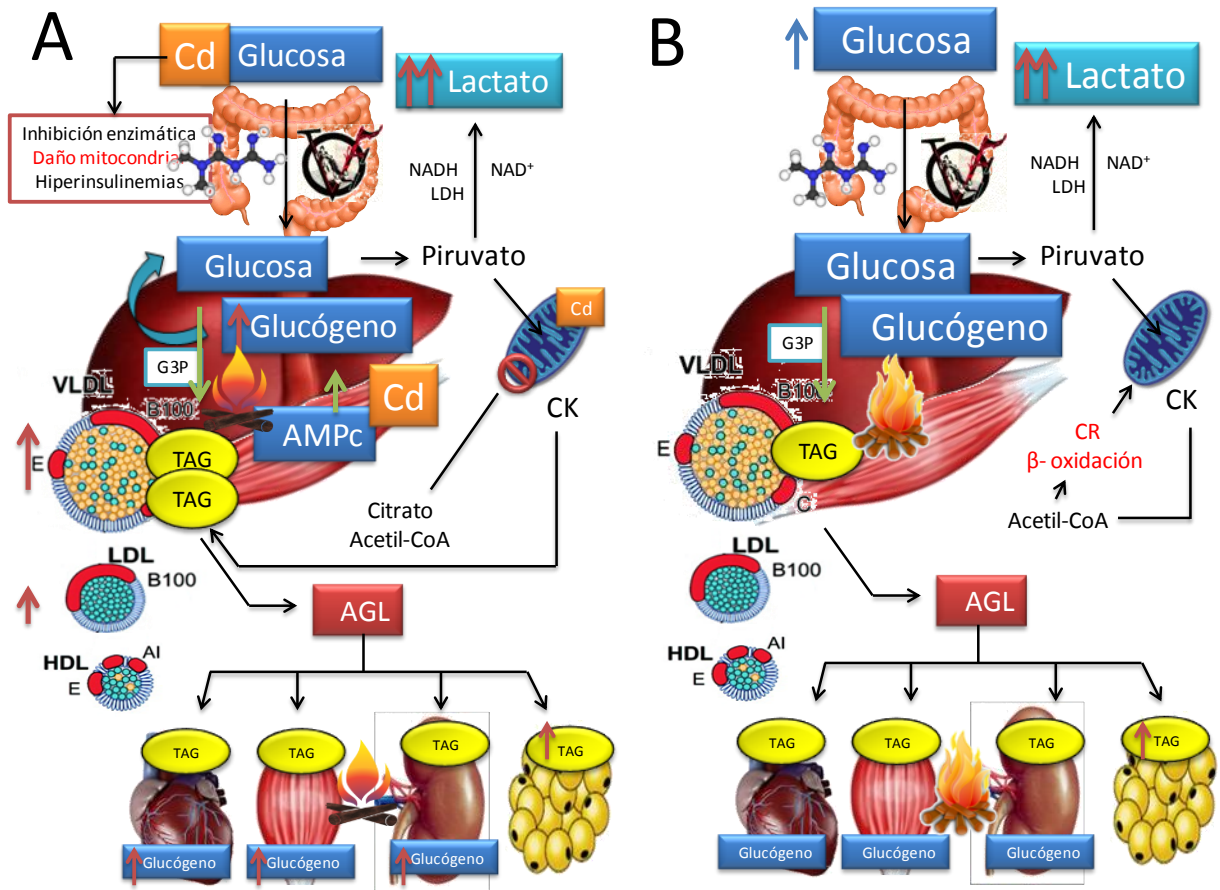 A
Cd
Glucosa
Lactato
Inhibición enzimática
Daño mitocondria
Hiperinsulinemias
NADH
LDH
NAD⁺
Glucosa
Piruvato
Glucógeno
Cd
G3P
VLDL
B100
Cd
AMPc
CK
E
TAG
TAG
Citrato
Acetil-CoA
LDL
B100
AGL
HDL
AI
E
TAG
TAG
TAG
TAG
Glucógeno
Glucógeno
Glucógeno
B
Glucosa
Lactato
NADH
LDH
NAD⁺
Glucosa
Piruvato
Glucógeno
G3P
VLDL
B100
CK
E
TAG
CR
β- oxidación
C
Acetil-CoA
LDL
B100
AGL
HDL
AI
E
TAG
TAG
TAG
TAG
Glucógeno
Glucógeno
Glucógeno